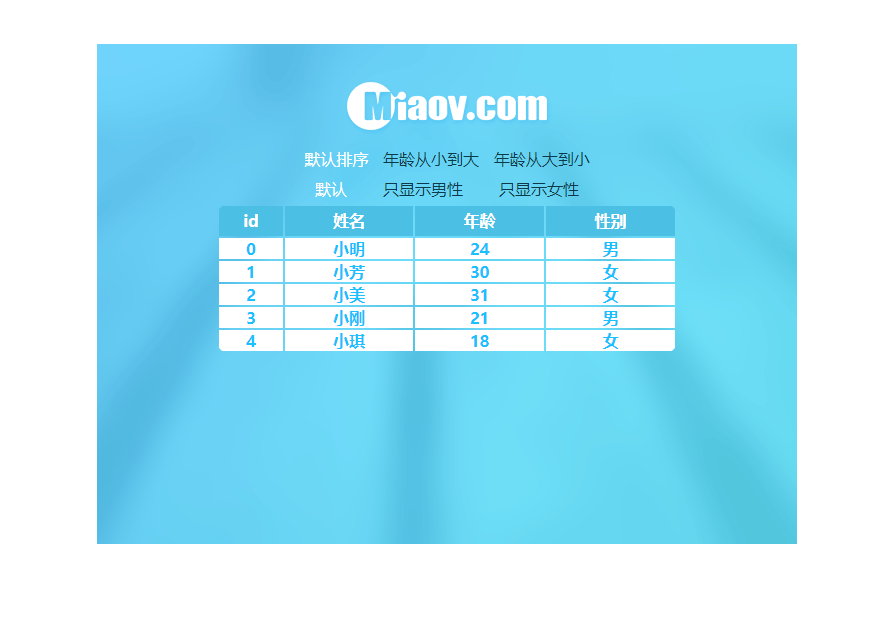 Miaov.com
默认排序 年龄从小到大 年龄从大到小
默认 只显示男性 只显示女性
id 姓名 年龄 性别
0 小明 24 男
1 小芳 30 女
2 小美 31 女
3 小刚 21 男
4 小琪 18 女